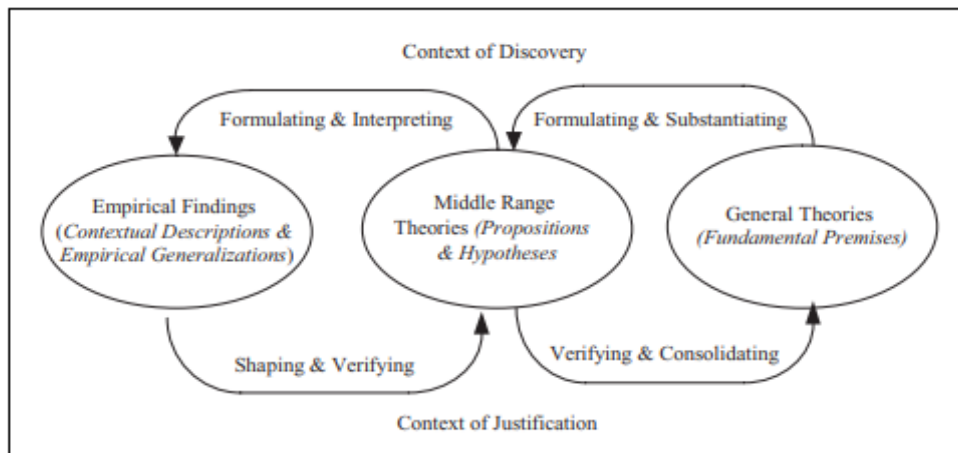 Context of Discovery
Formulating & Interpreting
Formulating & Substantiating
Empirical Findings
(Contextual Descriptions &
Empirical Generalizations)
Middle Range
Theories (Propositions
& Hypotheses
General Theories
(Fundamental Premises)
Shaping & Verifying
Verifying & Consolidating
Context of Justification